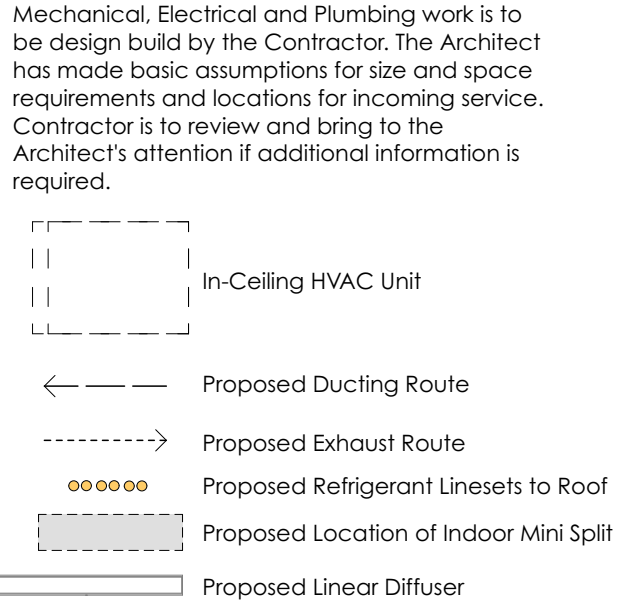 Mechanical, Electrical and Plumbing work is to
be design build by the Contractor. The Architect
has made basic assumptions for size and space
requirements and locations for incoming service.
Contractor is to review and bring to the
Architect's attention if additional information is
required.
In-Ceiling HVAC Unit
Proposed Ducting Route
Proposed Exhaust Route
Proposed Refrigerant Linesets to Roof
Proposed Location of Indoor Mini Split
Proposed Linear Diffuser